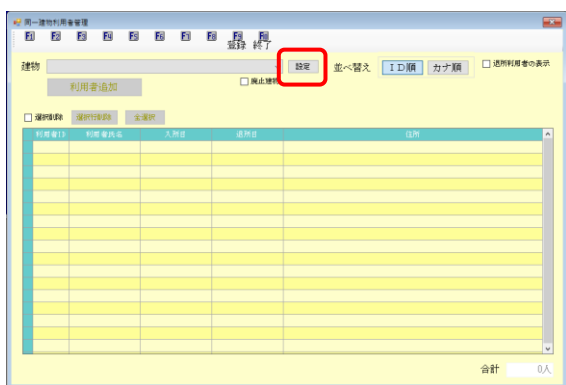 同一建物利用者管理
F1 F2 F3 F4 F5 F6 F7 F8 F9 F10
登録 終了
建物 設定 並べ替え ID順 カナ順 退所利用者の表示
利用者追加 廃止建物
選択削除 選択行削除 全選択
利用者ID 利用者氏名 入所日 退所日 住所
合計 0人